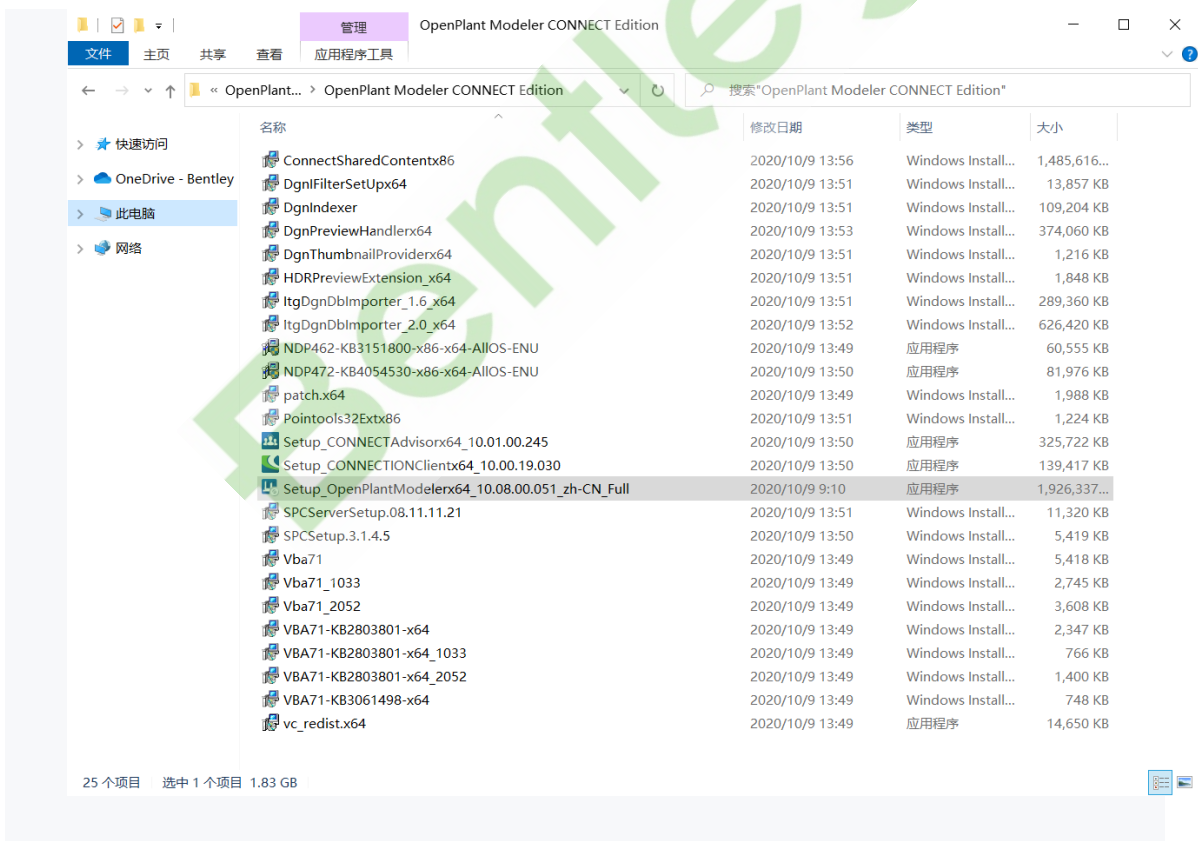 管理 OpenPlant Modeler CONNECT Edition
文件 主页 共享 查看 应用程序工具
« OpenPlant... › OpenPlant Modeler CONNECT Edition 搜索"OpenPlant Modeler CONNECT Edition"
名称 修改日期 类型 大小
快速访问
OneDrive - Bentley
此电脑
网络
ConnectSharedContentx86 2020/10/9 13:56 Windows Install... 1,485,616...
DgnIFilterSetUpx64 2020/10/9 13:51 Windows Install... 13,857 KB
DgnIndexer 2020/10/9 13:51 Windows Install... 109,204 KB
DgnPreviewHandlerx64 2020/10/9 13:53 Windows Install... 374,060 KB
DgnThumbnailProviderx64 2020/10/9 13:51 Windows Install... 1,216 KB
HDRPreviewExtension_x64 2020/10/9 13:51 Windows Install... 1,848 KB
ItgDgnDbImporter_1.6_x64 2020/10/9 13:51 Windows Install... 289,360 KB
ItgDgnDbImporter_2.0_x64 2020/10/9 13:52 Windows Install... 626,420 KB
NDP462-KB3151800-x86-x64-AllOS-ENU 2020/10/9 13:49 应用程序 60,555 KB
NDP472-KB4054530-x86-x64-AllOS-ENU 2020/10/9 13:50 应用程序 81,976 KB
patch.x64 2020/10/9 13:49 Windows Install... 1,988 KB
Pointools32Extx86 2020/10/9 13:51 Windows Install... 1,224 KB
Setup_CONNECTAdvisorx64_10.01.00.245 2020/10/9 13:50 应用程序 325,722 KB
Setup_CONNECTIONClientx64_10.00.19.030 2020/10/9 13:50 应用程序 139,417 KB
Setup_OpenPlantModelerx64_10.08.00.051_zh-CN_Full 2020/10/9 9:10 应用程序 1,926,337...
SPCServerSetup.08.11.11.21 2020/10/9 13:51 Windows Install... 11,320 KB
SPCSetup.3.1.4.5 2020/10/9 13:50 Windows Install... 5,419 KB
Vba71 2020/10/9 13:49 Windows Install... 5,418 KB
Vba71_1033 2020/10/9 13:49 Windows Install... 2,745 KB
Vba71_2052 2020/10/9 13:49 Windows Install... 3,608 KB
VBA71-KB2803801-x64 2020/10/9 13:49 Windows Install... 2,347 KB
VBA71-KB2803801-x64_1033 2020/10/9 13:49 Windows Install... 766 KB
VBA71-KB2803801-x64_2052 2020/10/9 13:49 Windows Install... 1,400 KB
VBA71-KB3061498-x64 2020/10/9 13:49 Windows Install... 748 KB
vc_redist.x64 2020/10/9 13:49 应用程序 14,650 KB
25 个项目 选中 1 个项目 1.83 GB